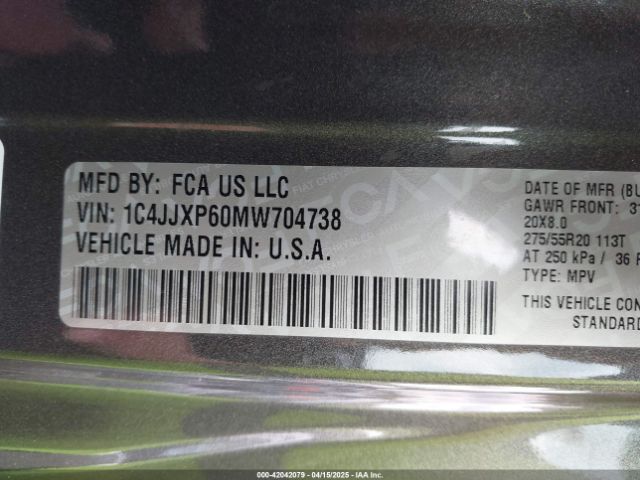 MFD BY: FCA US LLC
VIN: 1C4JJXP60MW704738
VEHICLE MADE IN: U.S.A.
DATE OF MFR
GAWR FRONT:
20X8.0
275/55R20 113T
AT 250 kPa / 36
TYPE: MPV
THIS VEHICLE
STANDARD
000-42042079 - 04/15/2025 - IAA Inc.